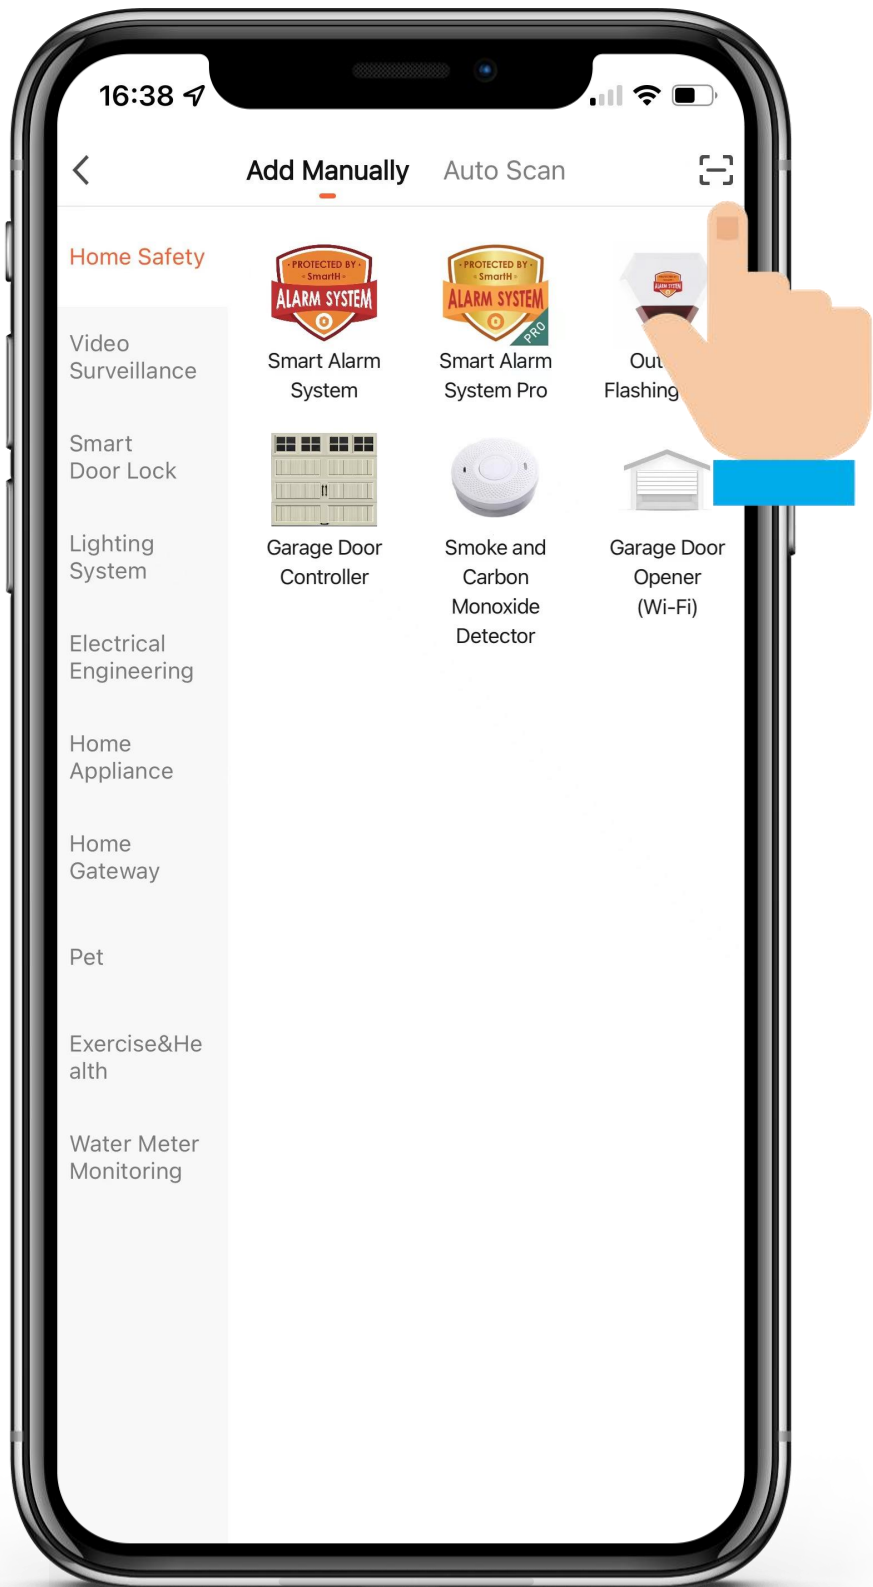 16:38
Add Manually Auto Scan
Home Safety
Video
Surveillance
Smart
Door Lock
Lighting
System
Electrical
Engineering
Home
Appliance
Home
Gateway
Pet
Exercise&He
alth
Water Meter
Monitoring
· PROTECTED BY ·
- SmartH -
ALARM SYSTEM
Smart Alarm
System
· PROTECTED BY ·
- SmartH -
ALARM SYSTEM
PRO
Smart Alarm
System Pro
ALARM SYSTEM
Flashing
Garage Door
Controller
Smoke and
Carbon
Monoxide
Detector
Garage Door
Opener
(Wi-Fi)